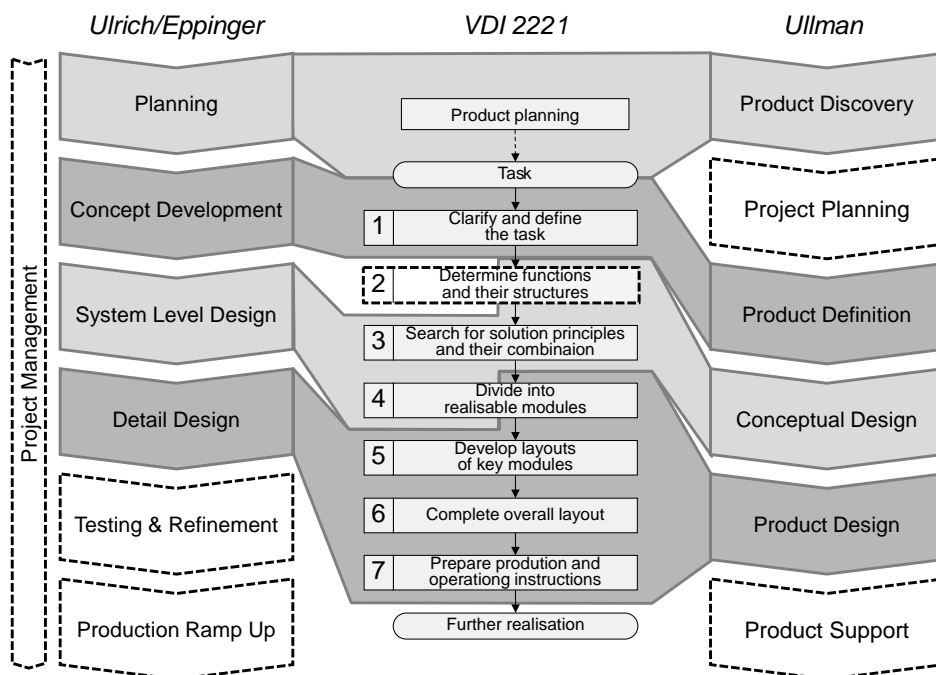 Ulrich/Eppinger
VDI 2221
Ullman
Project Management
Planning
Concept Development
System Level Design
Detail Design
Testing & Refinement
Production Ramp Up
Product planning
Task
1
Clarify and define
the task
2
Determine functions
and their structures
3
Search for solution principles
and their combinaion
4
Divide into
realisable modules
5
Develop layouts
of key modules
6
Complete overall layout
7
Prepare prodution and
operationg instructions
Further realisation
Product Discovery
Project Planning
Product Definition
Conceptual Design
Product Design
Product Support